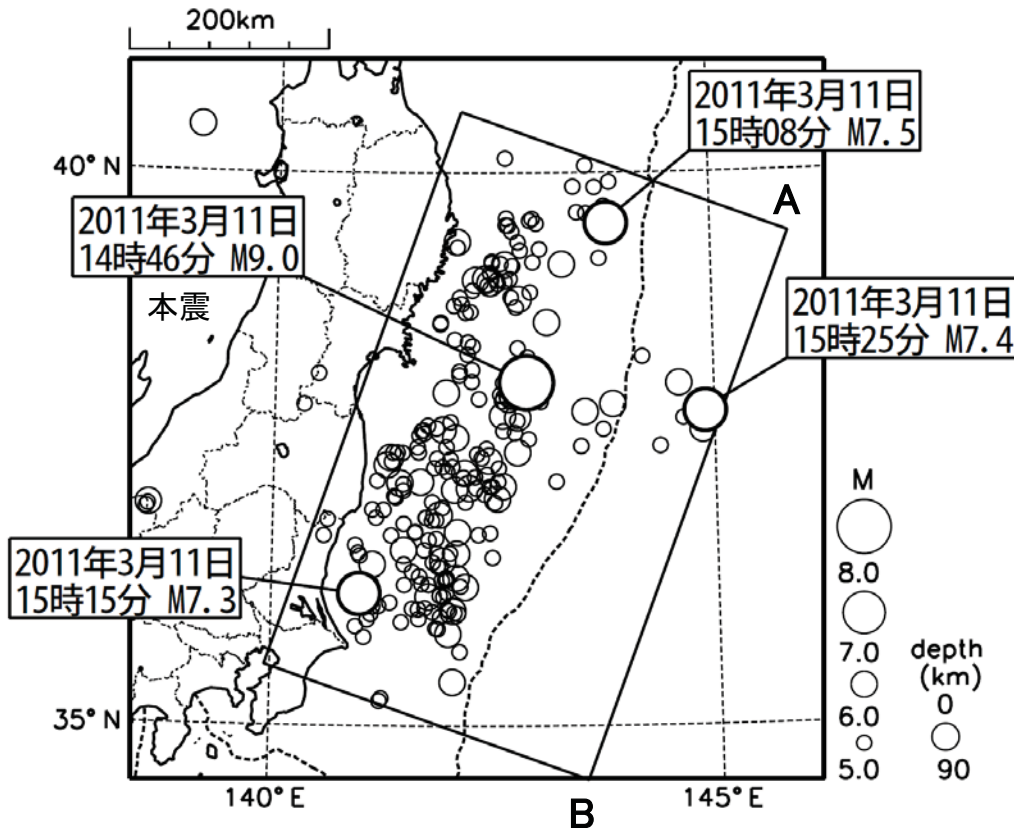 200km
2011年3月11日
15時08分 M7.5
40°N
A
2011年3月11日
14時46分 M9.0
本震
2011年3月11日
15時25分 M7.4
M
8.0
7.0
6.0
5.0
depth
(km)
0
90
2011年3月11日
15時15分 M7.3
35°N
140°E
145°E
B